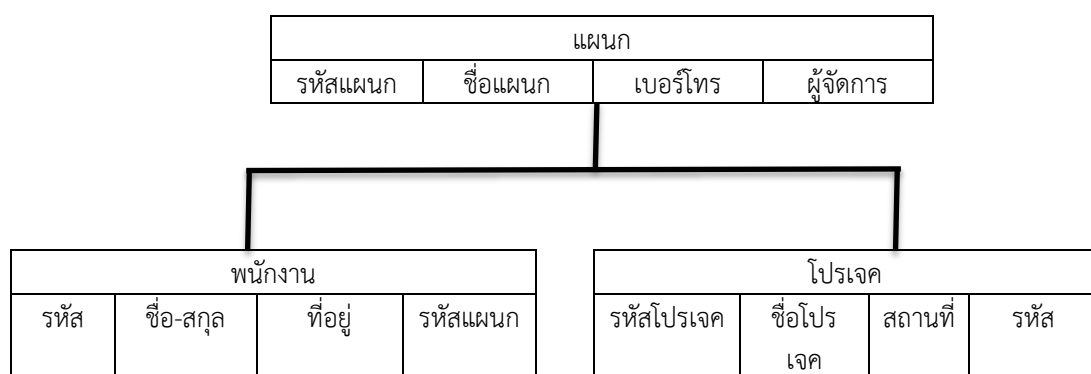 แผนก
รหัสแผนก ชื่อแผนก เบอร์โทร ผู้จัดการ
พนักงาน
รหัส ชื่อ-สกุล ที่อยู่ รหัสแผนก
โปรเจค
รหัสโปรเจค ชื่อโปร สถานที่ รหัส
เจค